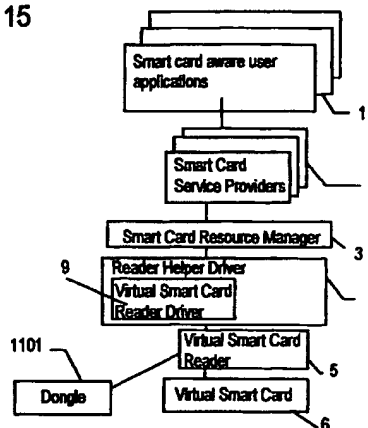 15
Smart card aware user
applications
1
Smart Card
Service Providers
Smart Card Resource Manager
3
Reader Helper Driver
9
Virtual Smart Card
Reader Driver
1101
Virtual Smart Card
Reader
5
Dongle
Virtual Smart Card
6